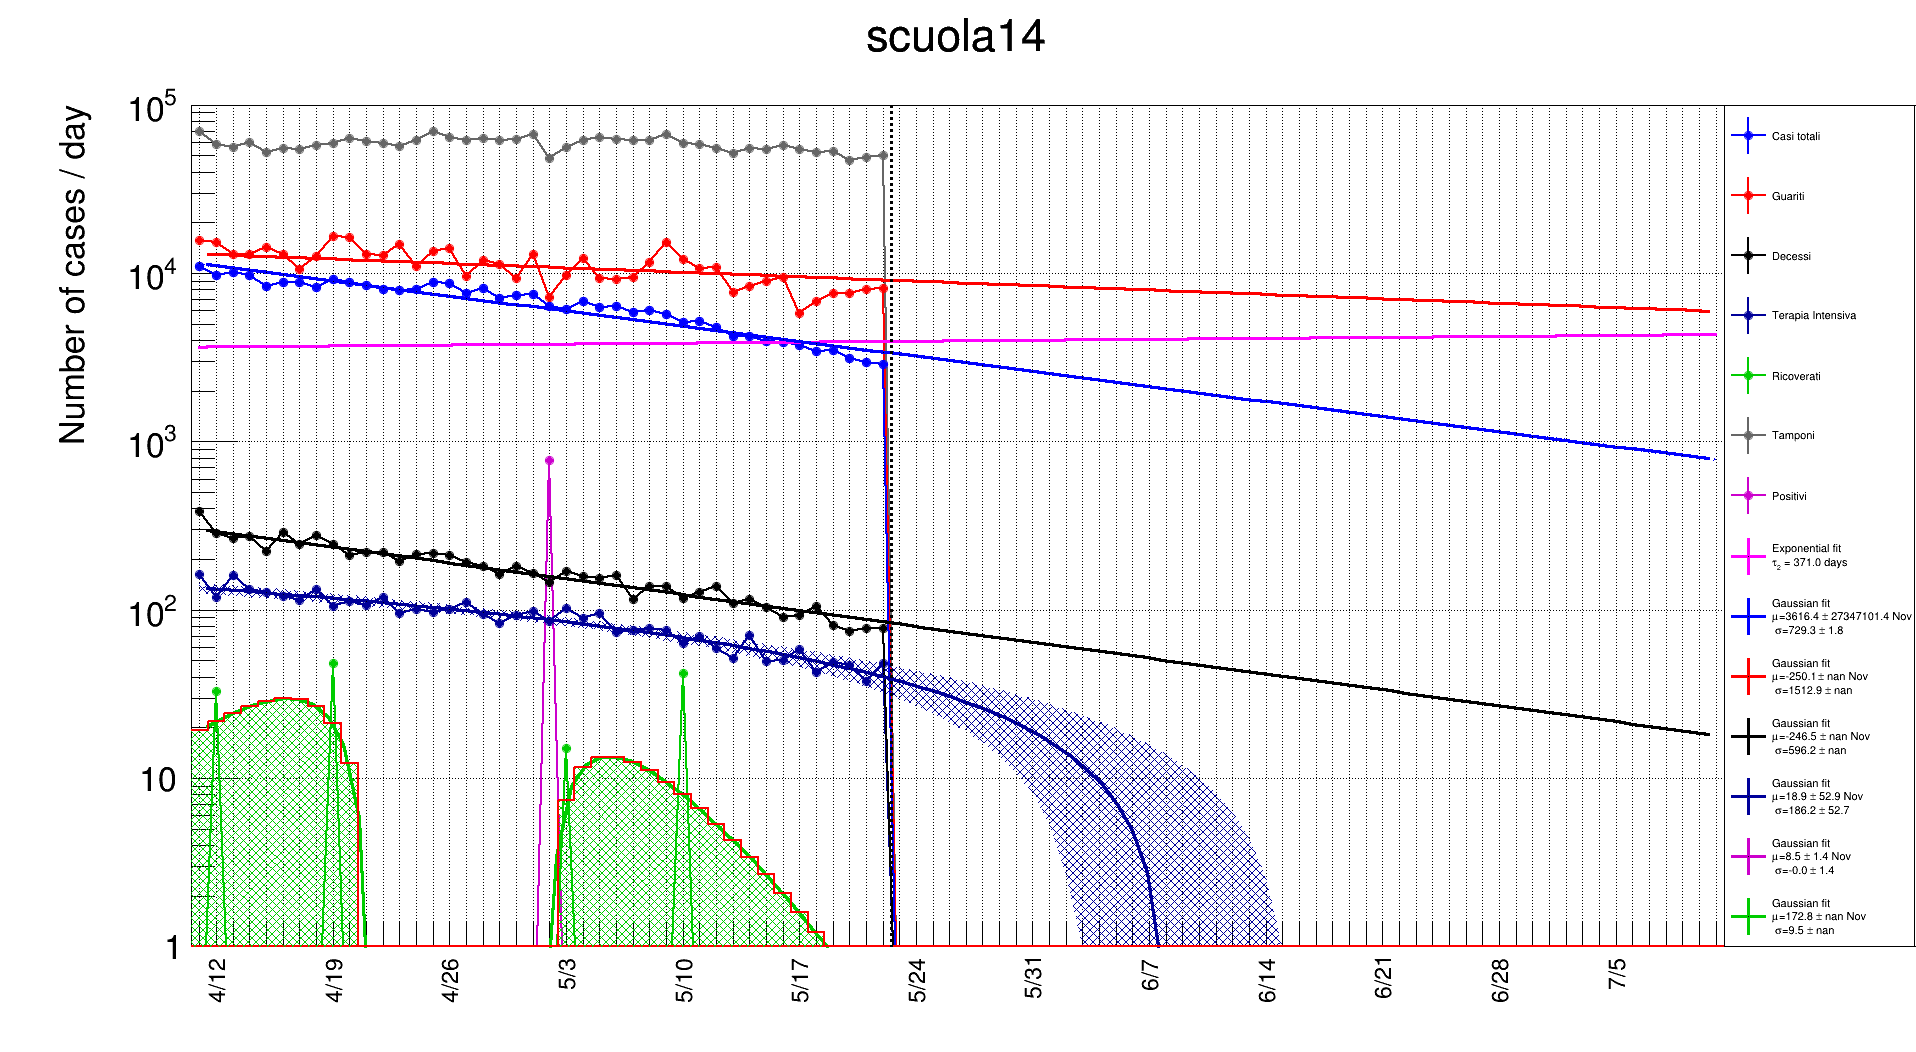 scuola14
Number of cases / day
10^5
10^4
10^3
10^2
10
1
4/12
4/19
4/26
5/3
5/10
5/17
5/24
5/31
6/7
6/14
6/21
6/28
7/5
Casi totali
Guariti
Decessi
Terapia Intensiva
Ricoverati
Tamponi
Positivi
Exponential fit
τ₂ = 371.0 days
Gaussian fit
μ=3616.4 ± 27347101.4 Nov
σ=729.3 ± 1.8
Gaussian fit
μ=-250.1 ± nan Nov
σ=1512.9 ± nan
Gaussian fit
μ=-246.5 ± nan Nov
σ=596.2 ± nan
Gaussian fit
μ=18.9 ± 52.9 Nov
σ=186.2 ± 52.7
Gaussian fit
μ=8.5 ± 1.4 Nov
σ=-0.0 ± 1.4
Gaussian fit
μ=172.8 ± nan Nov
σ=9.5 ± nan